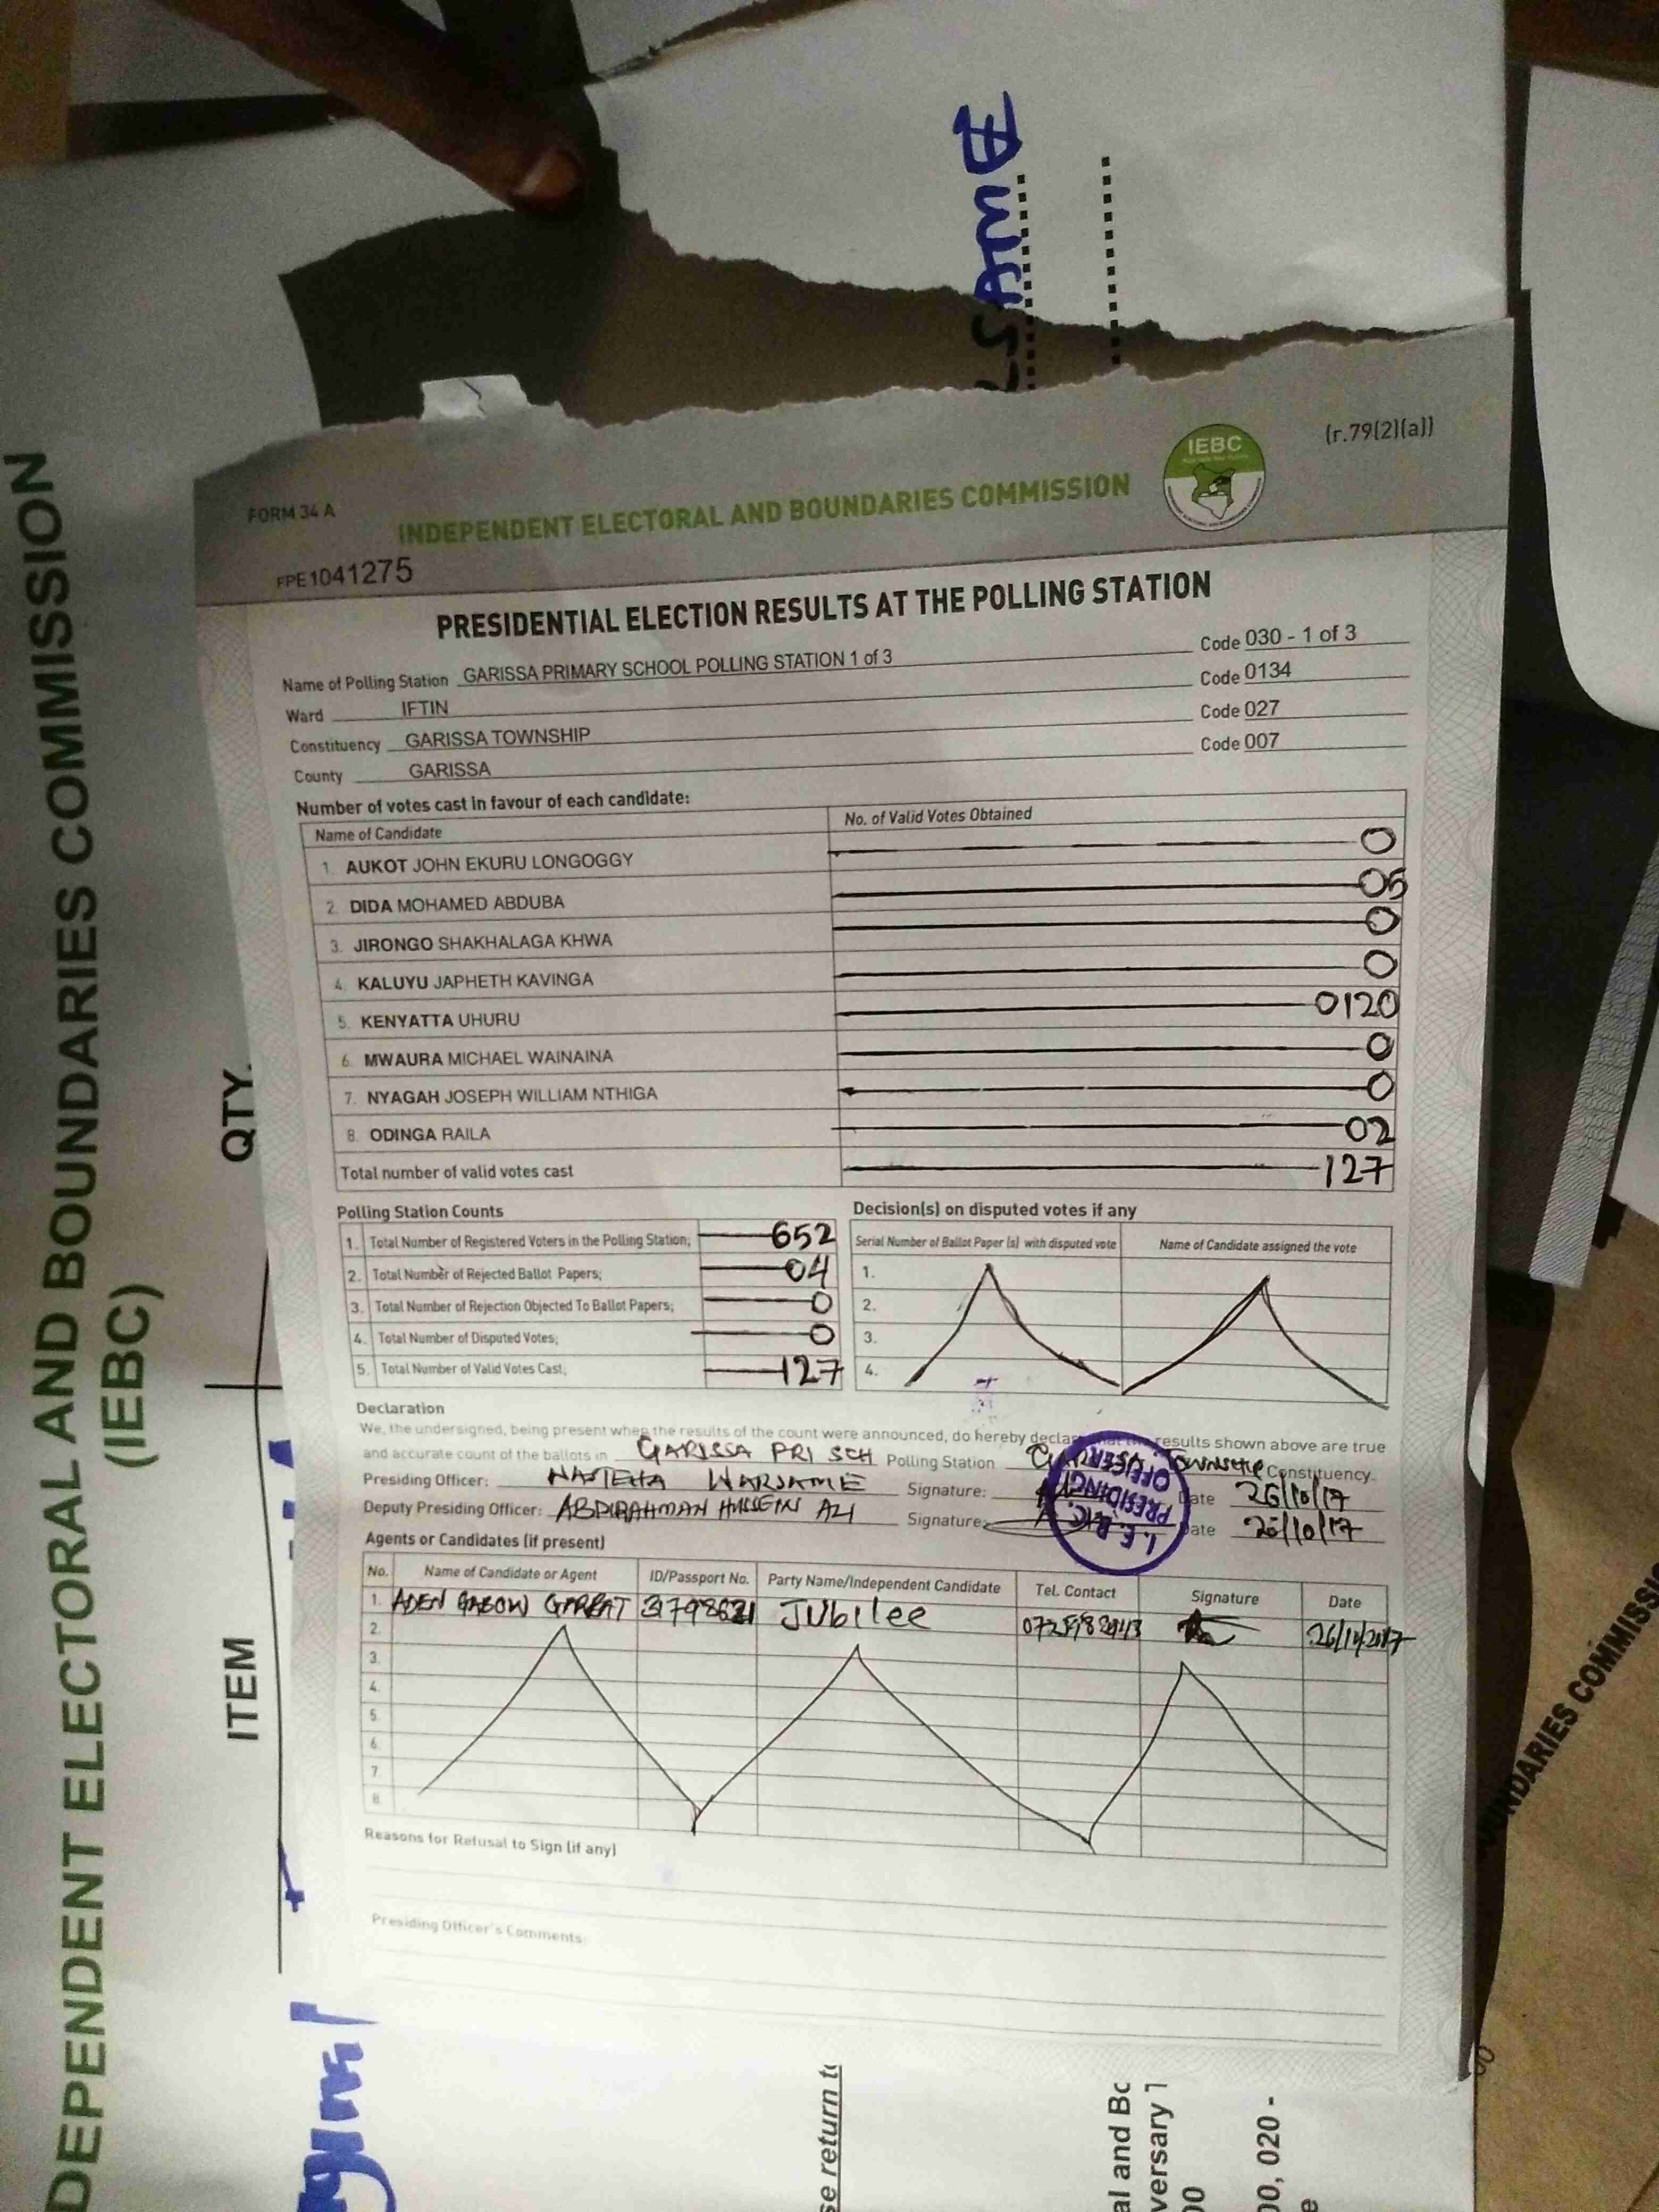 FORM 34 A
(r.79(2)(a))
IEBC
INDEPENDENT ELECTORAL AND BOUNDARIES COMMISSION
FPE1041275
PRESIDENTIAL ELECTION RESULTS AT THE POLLING STATION
Name of Polling Station GARISSA PRIMARY SCHOOL POLLING STATION 1 of 3 Code 030 - 1 of 3
Ward IFTIN Code 0134
Constituency GARISSA TOWNSHIP Code 027
County GARISSA Code 007
Number of votes cast in favour of each candidate:
Name of Candidate No. of Valid Votes Obtained
1. AUKOT JOHN EKURU LONGOGGY 0
2. DIDA MOHAMED ABDUBA 05
3. JIRONGO SHAKHALAGA KHWA 0
4. KALUYU JAPHETH KAVINGA 0
5. KENYATTA UHURU 0120
6. MWAURA MICHAEL WAINAINA 0
7. NYAGAH JOSEPH WILLIAM NTHIGA 0
8. ODINGA RAILA 02
Total number of valid votes cast 127
Polling Station Counts
1. Total Number of Registered Voters in the Polling Station; 652
2. Total Number of Rejected Ballot Papers; 04
3. Total Number of Rejection Objected To Ballot Papers; 0
4. Total Number of Disputed Votes; 0
5. Total Number of Valid Votes Cast; 127
Decision(s) on disputed votes if any
Serial Number of Ballot Paper (s) with disputed vote Name of Candidate assigned the vote
1.
2.
3.
4.
Declaration
We, the undersigned, being present when the results of the count were announced, do hereby declare that the results shown above are true
and accurate count of the ballots in GARISSA PRI SCH Polling Station Township Constituency.
Presiding Officer: WARSAME Signature: Date 26/10/17
Deputy Presiding Officer: ABDIRAHMAN HUSSEIN ALI Signature: Date 26/10/17
I.E.B.C. PRESIDING OFFICER
Agents or Candidates (if present)
No. Name of Candidate or Agent ID/Passport No. Party Name/Independent Candidate Tel. Contact Signature Date
1. ADEN GABOW Jubilee 26/10/2017
2.
3.
4.
5.
6.
7.
8.
Reasons for Refusal to Sign (if any)
Presiding Officer's Comments:
DEPENDENT ELECTORAL AND BOUNDARIES COMMISSION
(IEBC)
QTY.
ITEM
UNDARIES COMMISSI
se return to
al and Bo
versary T
00
00, 020 -